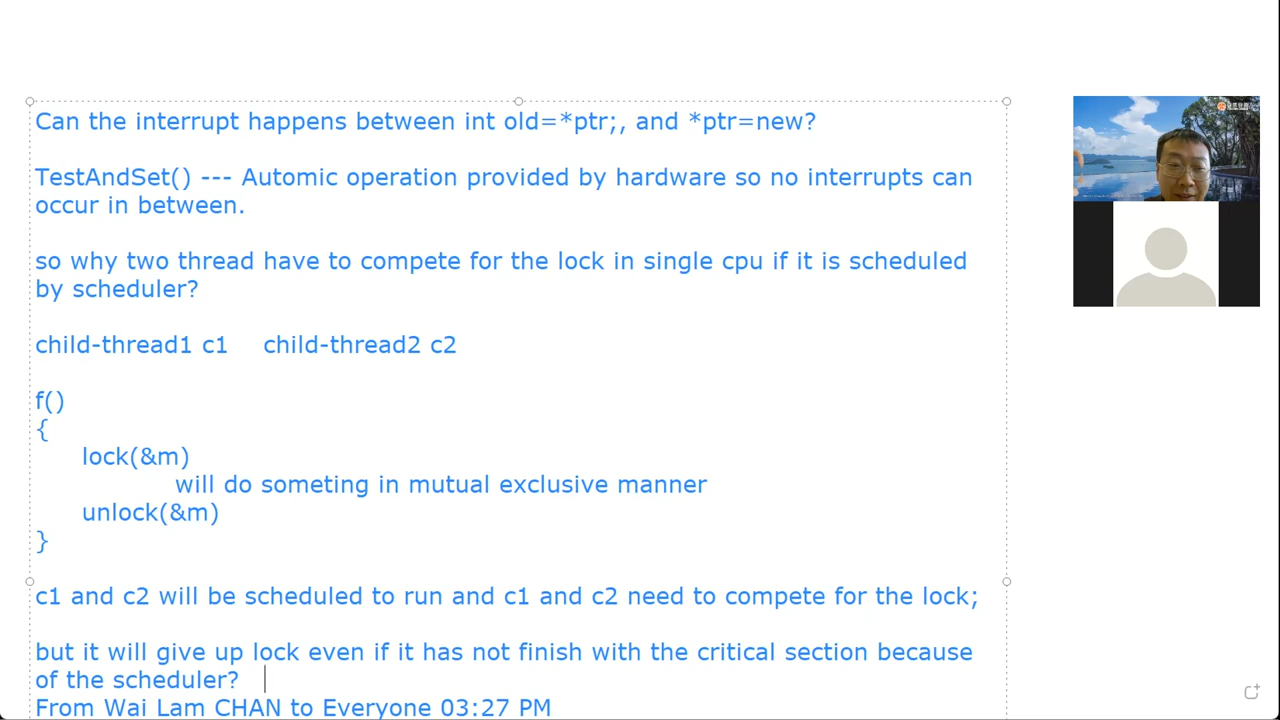 Can the interrupt happens between int old=*ptr;, and *ptr=new?
TestAndSet() --- Automic operation provided by hardware so no interrupts can
occur in between.
so why two thread have to compete for the lock in single cpu if it is scheduled
by scheduler?
child-thread1 c1 child-thread2 c2
f()
{
lock(&m)
will do someting in mutual exclusive manner
unlock(&m)
}
c1 and c2 will be scheduled to run and c1 and c2 need to compete for the lock;
but it will give up lock even if it has not finish with the critical section because
of the scheduler?
From Wai Lam CHAN to Everyone 03:27 PM